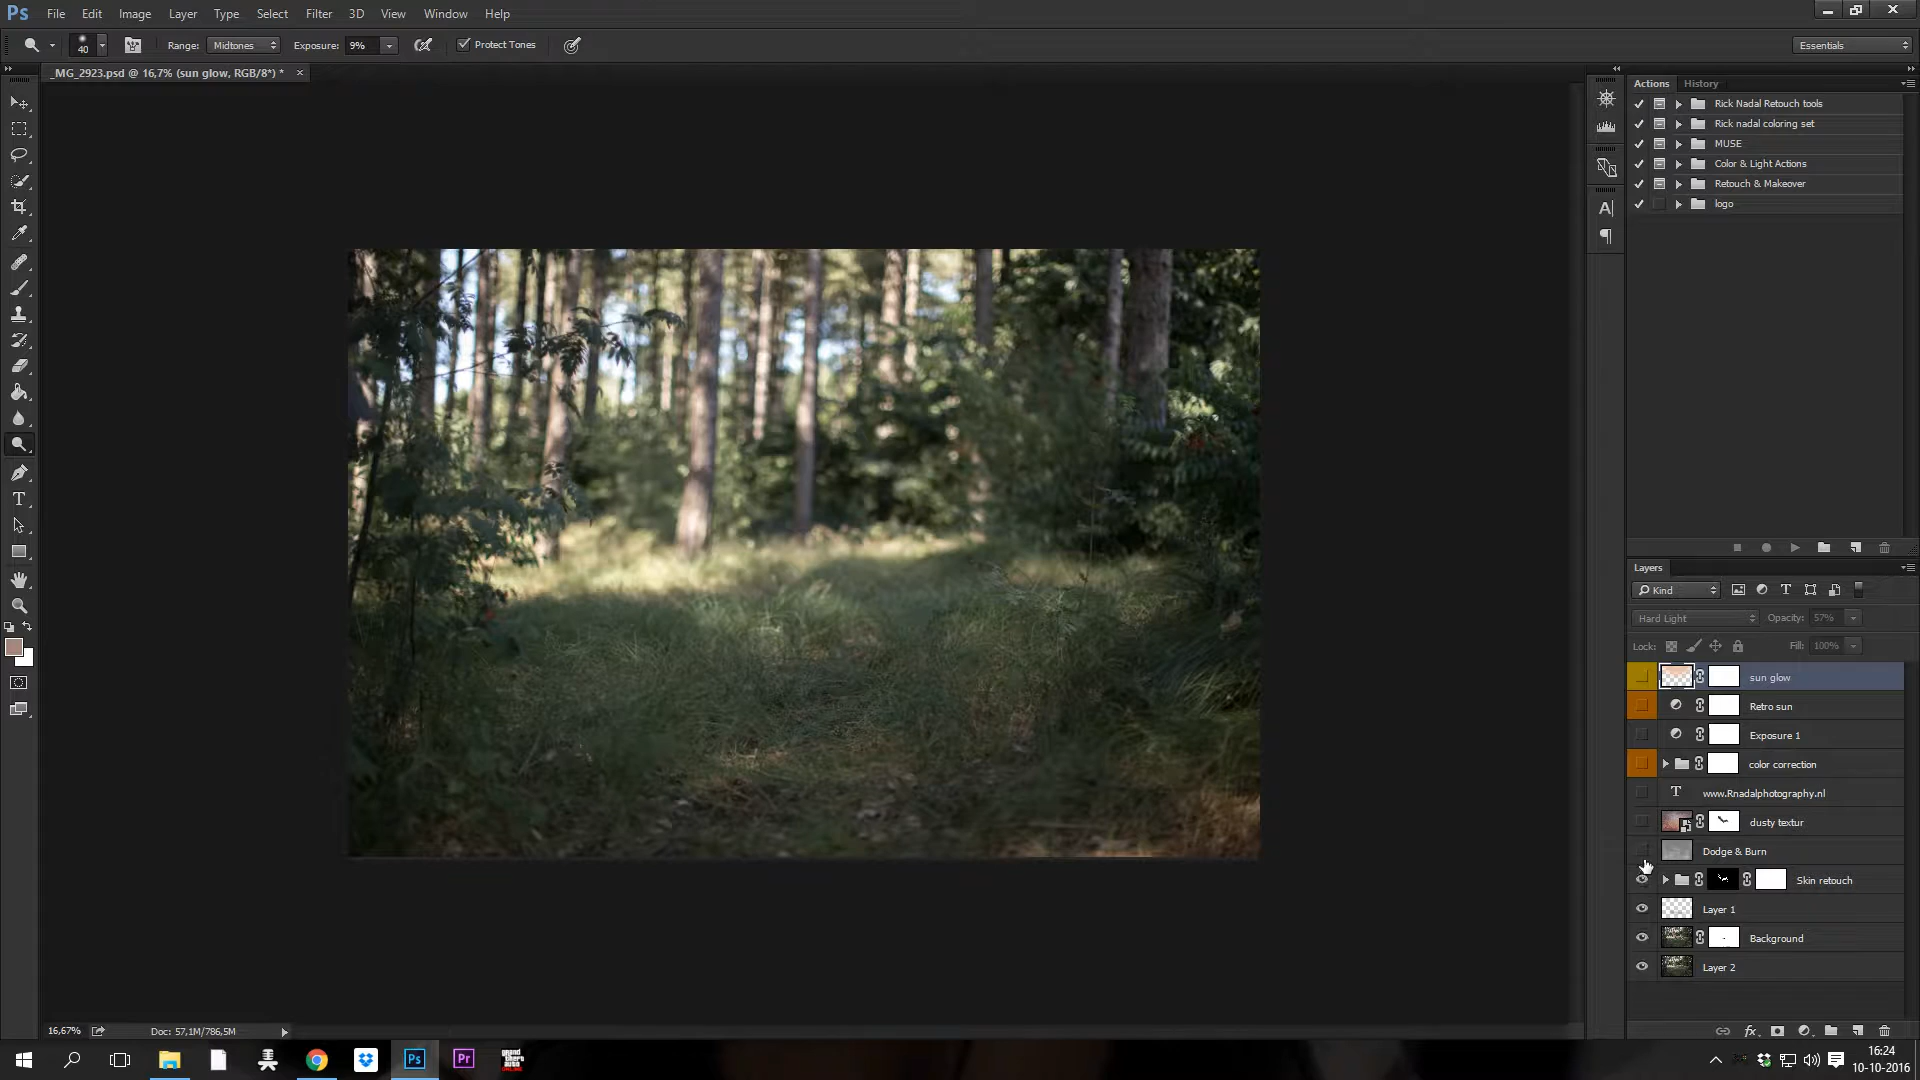 Ps File Edit Image Layer Type Select Filter 3D View Window Help
40 Range: Midtones Exposure: 9% Protect Tones Essentials
_MG_2923.psd @ 16,7% (sun glow, RGB/8*) * ×
Actions History
Rick Nadal Retouch tools
Rick nadal coloring set
MUSE
Color & Light Actions
Retouch & Makeover
logo
Layers
Kind
Hard Light Opacity: 57%
Lock: Fill: 100%
sun glow
Retro sun
Exposure 1
color correction
T www.Rnadalphotography.nl
dusty textur
Dodge & Burn
Skin retouch
Layer 1
Background
Layer 2
16,67% Doc: 57,1M/786,5M
fx
Ps Pr
16:24
10-10-2016